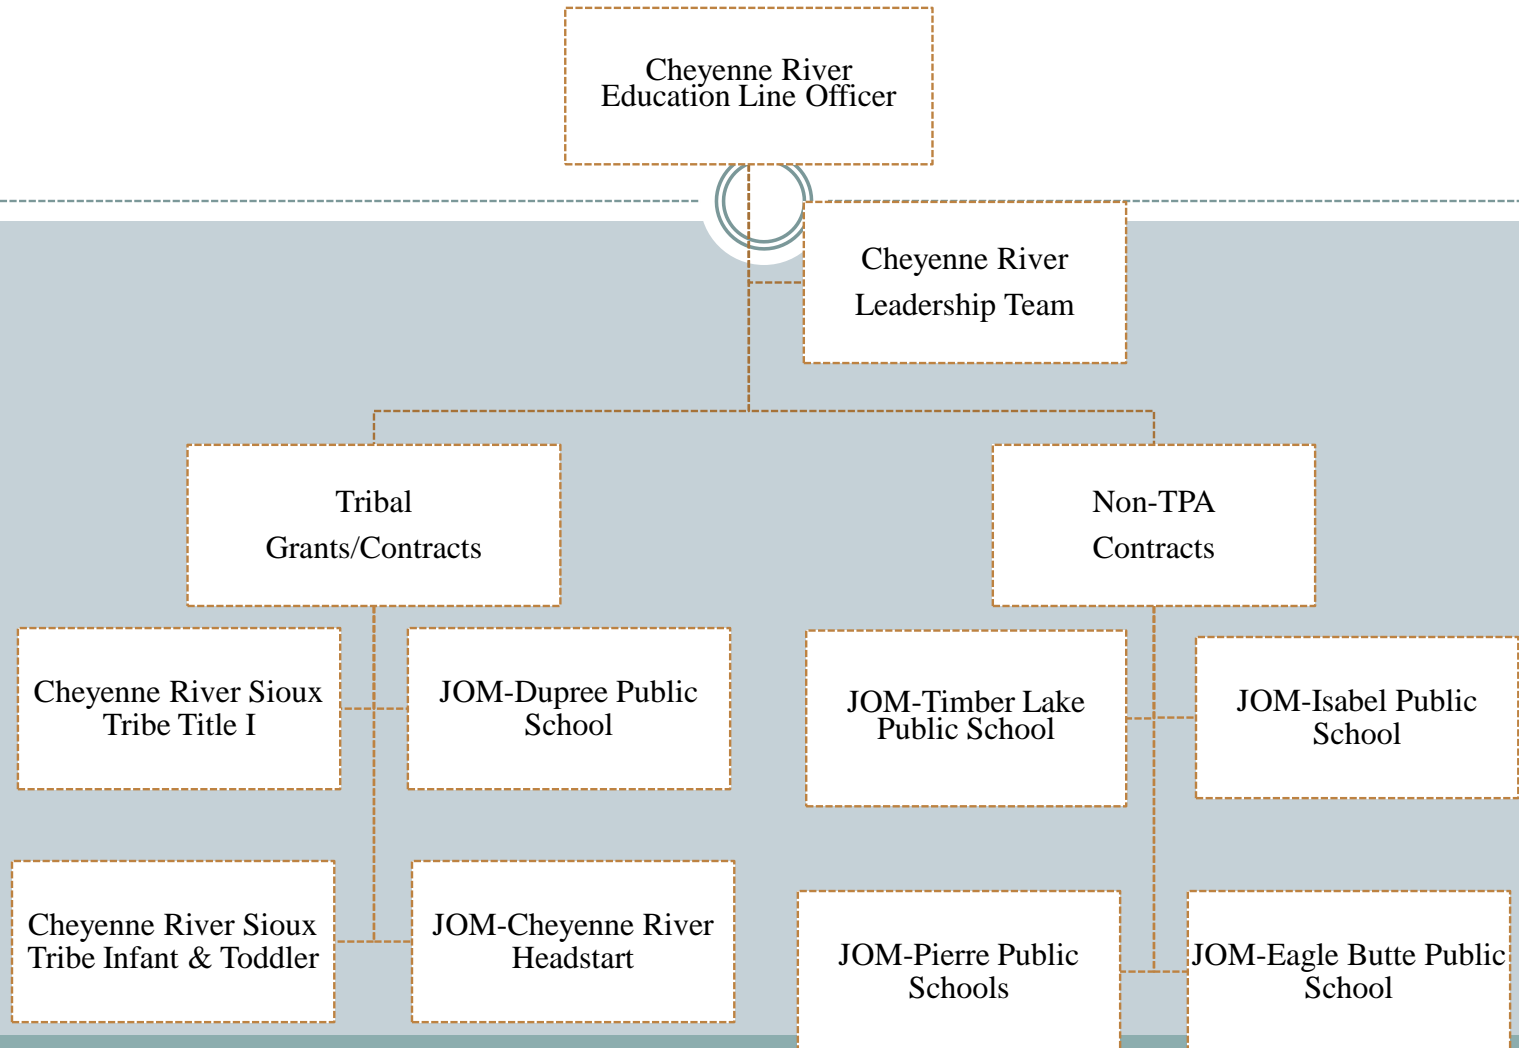 Cheyenne River
Education Line Officer
Cheyenne River
Leadership Team
Tribal
Grants/Contracts
Non-TPA
Contracts
Cheyenne River Sioux
Tribe Title I
JOM-Dupree Public
School
JOM-Timber Lake
Public School
JOM-Isabel Public
School
Cheyenne River Sioux
Tribe Infant & Toddler
JOM-Cheyenne River
Headstart
JOM-Pierre Public
Schools
JOM-Eagle Butte Public
School